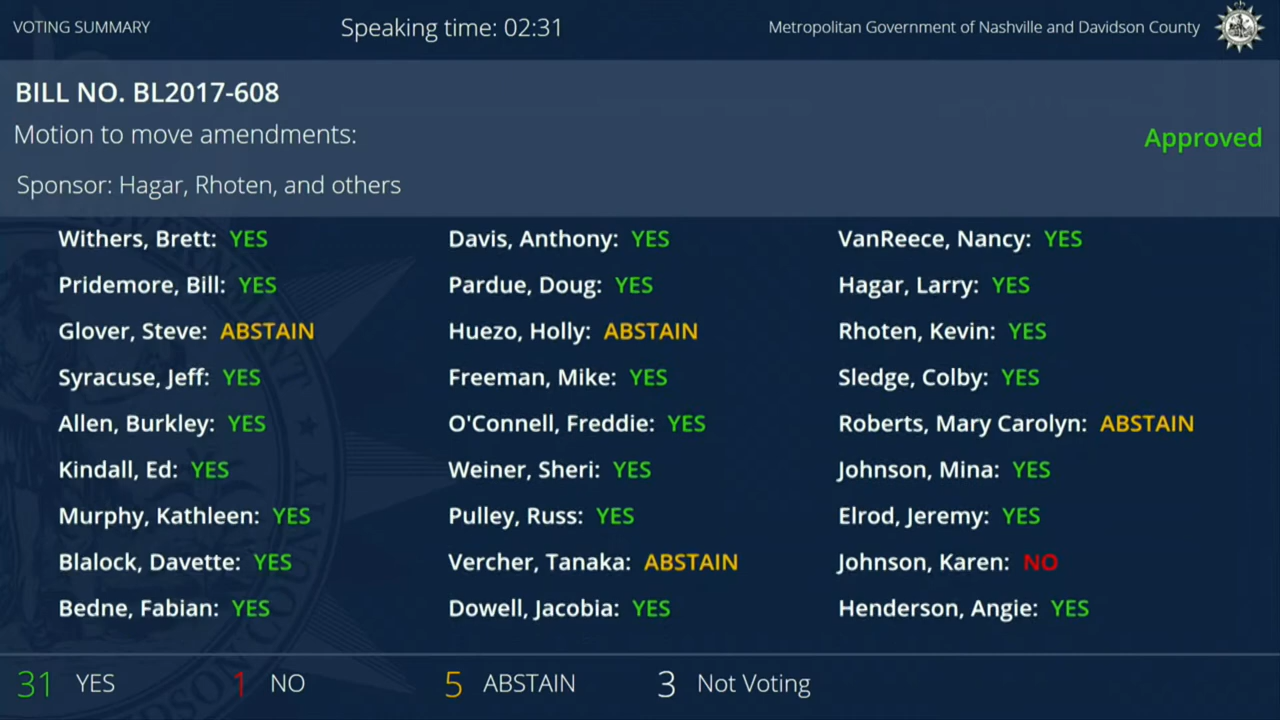 VOTING SUMMARY Speaking time: 02:31 Metropolitan Government of Nashville and Davidson County
BILL NO. BL2017-608
Motion to move amendments:
Approved
Sponsor: Hagar, Rhoten, and others
Withers, Brett: YES Davis, Anthony: YES VanReece, Nancy: YES
Pridemore, Bill: YES Pardue, Doug: YES Hagar, Larry: YES
Glover, Steve: ABSTAIN Huezo, Holly: ABSTAIN Rhoten, Kevin: YES
Syracuse, Jeff: YES Freeman, Mike: YES Sledge, Colby: YES
Allen, Burkley: YES O'Connell, Freddie: YES Roberts, Mary Carolyn: ABSTAIN
Kindall, Ed: YES Weiner, Sheri: YES Johnson, Mina: YES
Murphy, Kathleen: YES Pulley, Russ: YES Elrod, Jeremy: YES
Blalock, Davette: YES Vercher, Tanaka: ABSTAIN Johnson, Karen: NO
Bedne, Fabian: YES Dowell, Jacobia: YES Henderson, Angie: YES
31 YES 1 NO 5 ABSTAIN 3 Not Voting